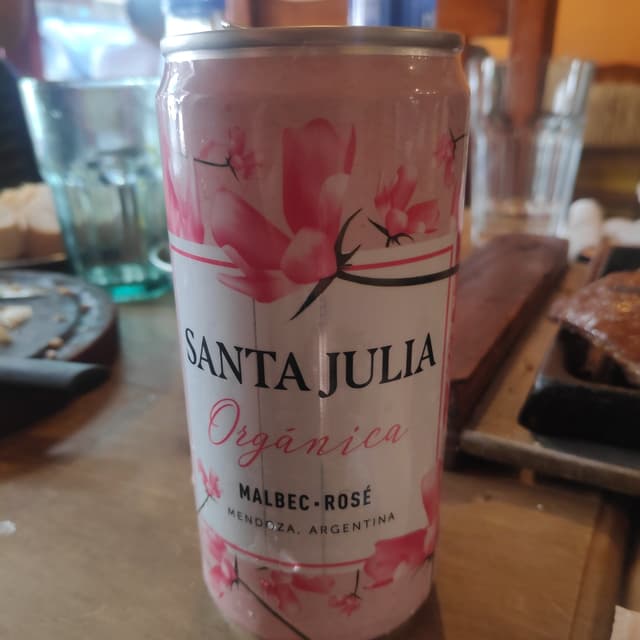 SANTA JULIA
Orgánica
MALBEC·ROSÉ
MENDOZA, ARGENTINA